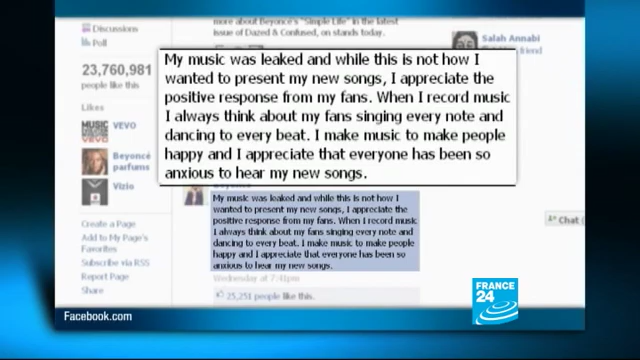 more about Beyoncé's "Simple Life" in the latest
issue of Dazed & Confused, on stands today.
Discussions
Poll
23,760,981
people like this
Likes
MUSIC
VEVO
Beyoncé
parfums
Vizio
Create a Page
Add to My Page's
Favorites
Subscribe via RSS
Report Page
Share
My music was leaked and while this is not how I
wanted to present my new songs, I appreciate the
positive response from my fans. When I record music
I always think about my fans singing every note and
dancing to every beat. I make music to make people
happy and I appreciate that everyone has been so
anxious to hear my new songs.
My music was leaked and while this is not how I
wanted to present my new songs, I appreciate the
positive response from my fans. When I record music
I always think about my fans singing every note and
dancing to every beat. I make music to make people
happy and I appreciate that everyone has been so
anxious to hear my new songs.
Wednesday at 7:41pm
25,251 people like this.
Salah Annabi
friend
Chat (
FRANCE
24
Facebook.com